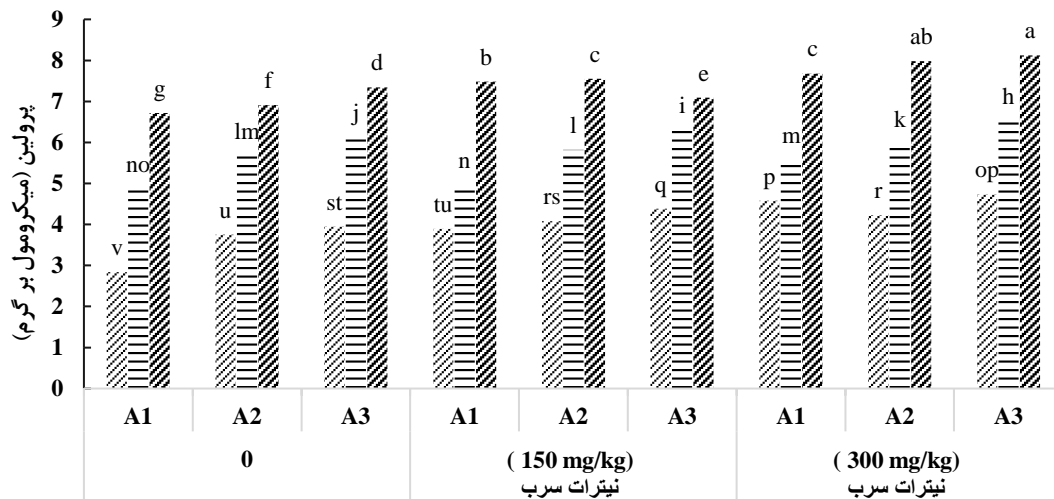 9
8
7
6
5
4
3
2
1
0
پرولین (میکرومول بر گرم)
v no g
u lm f
st j d
tu n b
rs l c
q i e
p m c
r k ab
op h a
A1 A2 A3 A1 A2 A3 A1 A2 A3
0 ( 150 mg/kg) ( 300 mg/kg)
نیترات سرب نیترات سرب